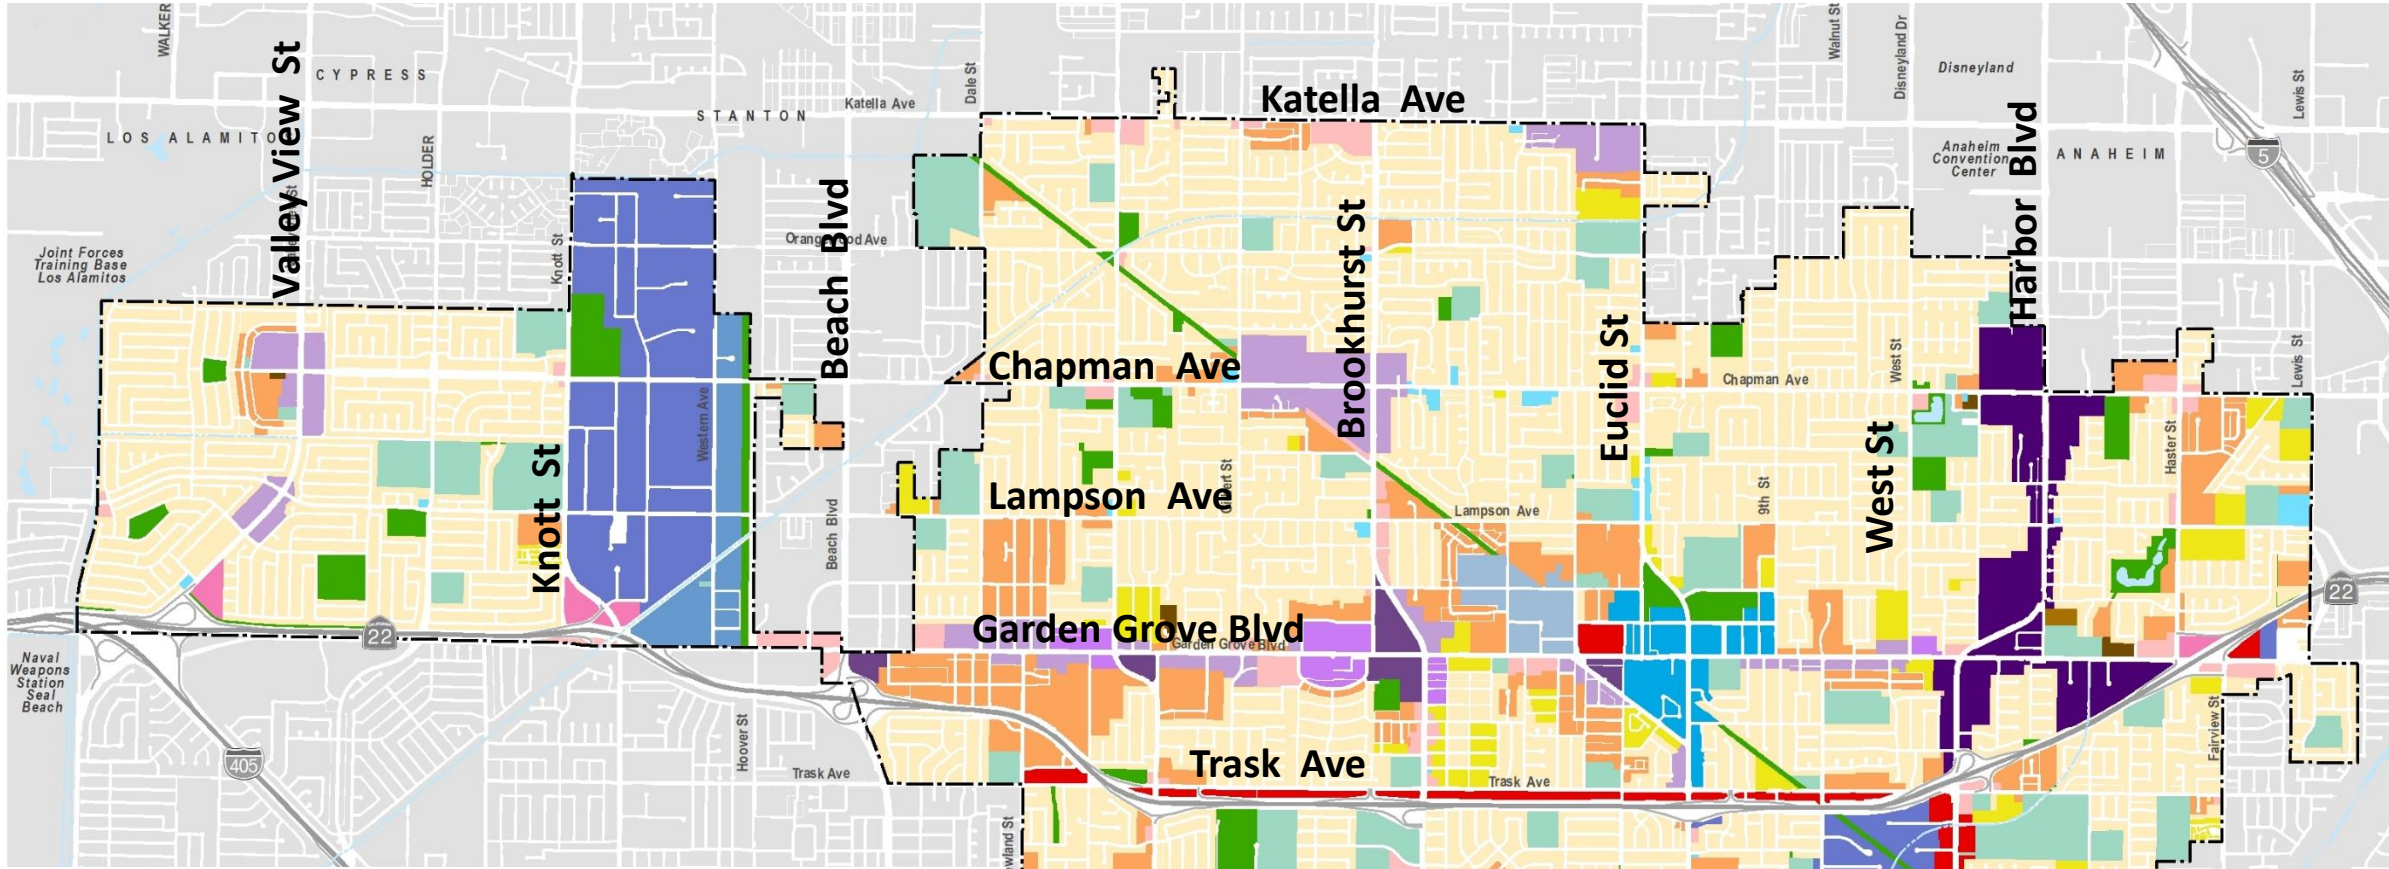 WALKER
Valley View St
CYPRESS
LOS ALAMITO
HOLDER
STANTON
Katella Ave
Dale St
Katella Ave
Walnut St
Disneyland Dr
Disneyland
Harbor Blvd
Lewis St
5
Anaheim
Convention
Center
ANAHEIM
Joint Forces
Training Base
Los Alamitos
Knott St
Orangewood Ave
Beach Blvd
Brookhurst St
Euclid St
West St
Lewis St
Chapman Ave
Chapman Ave
Western Ave
Knott St
Lampson Ave
Lampson Ave
9th St
West St
Haster St
Beach Blvd
22
22
Garden Grove Blvd
Garden Grove Blvd
Naval
Weapons
Station
Seal
Beach
405
Hoover St
Trask Ave
Trask Ave
Trask Ave
Fairview St